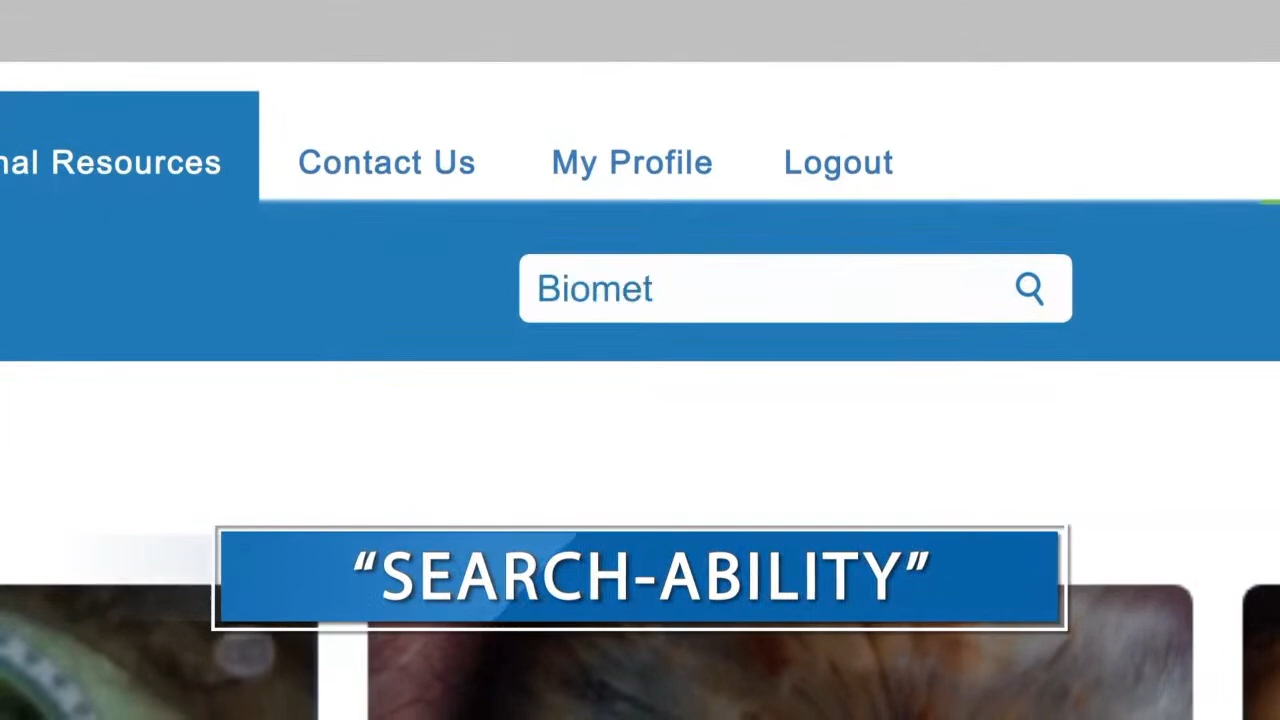 nal Resources
Contact Us
My Profile
Logout
Biomet
“SEARCH-ABILITY”